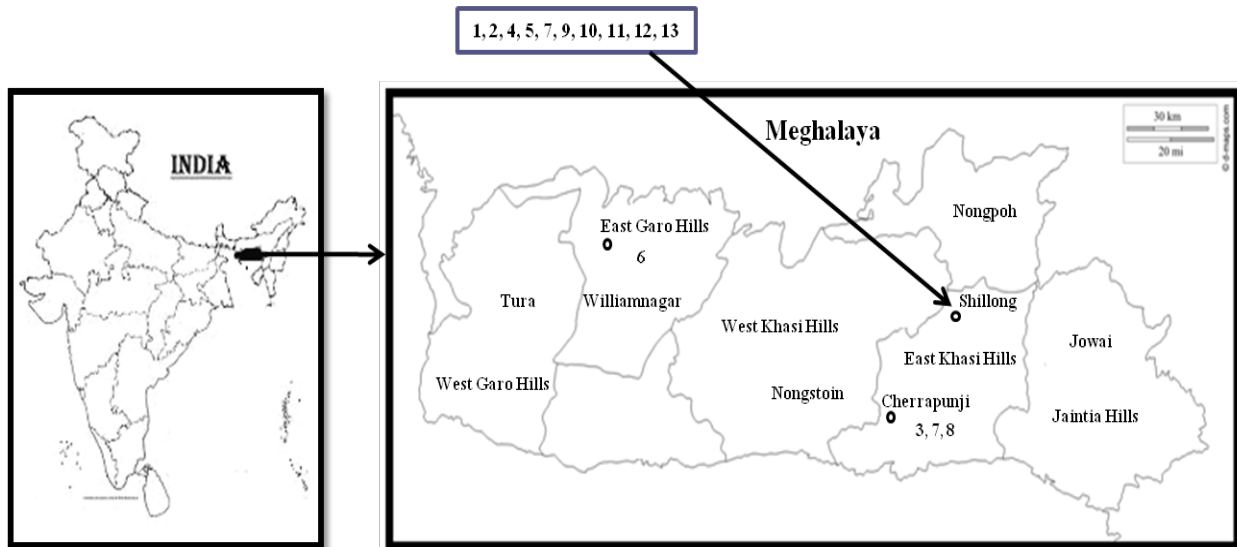 1, 2, 4, 5, 7, 9, 10, 11, 12, 13
INDIA
Meghalaya
30 km
20 mi
© d-maps.com
Nongpoh
East Garo Hills
6
Tura
Williamnagar
Shillong
West Khasi Hills
Jowai
East Khasi Hills
West Garo Hills
Nongstoin
Cherrapunji
3, 7, 8
Jaintia Hills